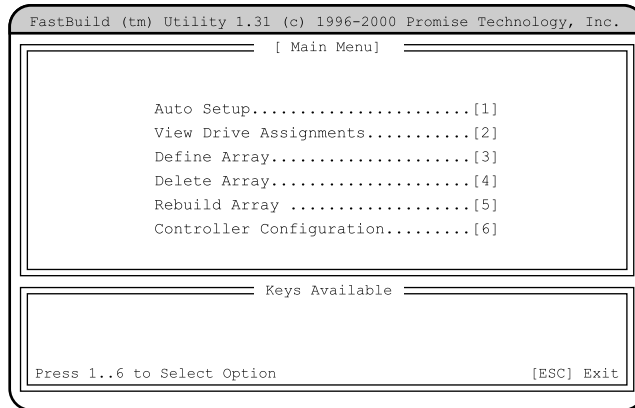 FastBuild (tm) Utility 1.31 (c) 1996-2000 Promise Technology, Inc.
[ Main Menu]
Auto Setup.......................[1]
View Drive Assignments...........[2]
Define Array.....................[3]
Delete Array.....................[4]
Rebuild Array ...................[5]
Controller Configuration.........[6]
Keys Available
Press 1..6 to Select Option [ESC] Exit